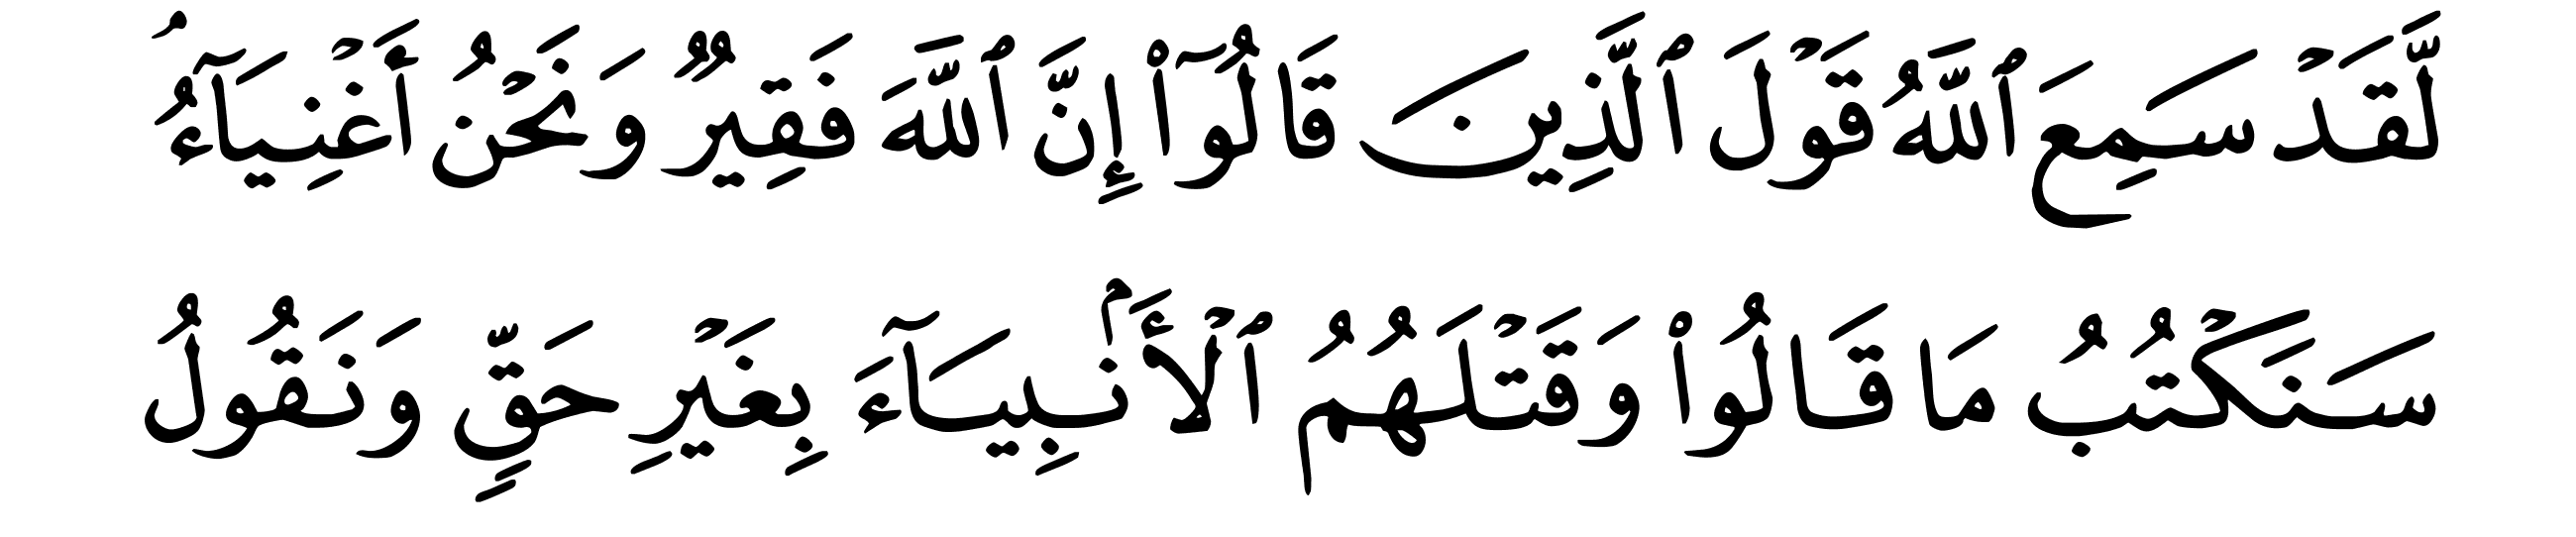 لَّقَدۡ سَمِعَ ٱللَّهُ قَوۡلَ ٱلَّذِينَ قَالُوٓاْ إِنَّ ٱللَّهَ فَقِيرٞ وَنَحۡنُ أَغۡنِيَآءُۘ
سَنَكۡتُبُ مَا قَالُواْ وَقَتۡلَهُمُ ٱلۡأَنۢبِيَآءَ بِغَيۡرِ حَقّٖ وَنَقُولُ